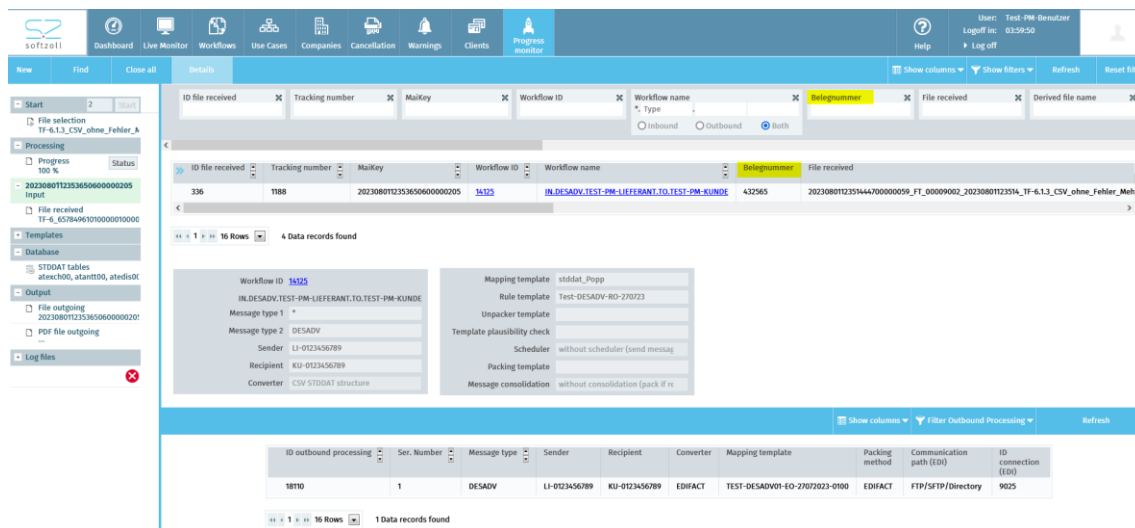 softzoll
Dashboard
Live Monitor
Workflows
Use Cases
Companies
Cancellation
Warnings
Clients
Progress
monitor
Help
User: Test-PM-Benutzer
Logoff in: 03:59:50
Log off
New Find Close all Details
Show columns Show filters Refresh Reset
Start 2 Start
File selection
TF-6.1.3_CSV_ohne_Fehler_M
Processing
Progress
100 %
Status
Input
File received
Templates
Database
STDDAT tables
atexch00, atantt00, atedis00
Output
File outgoing
PDF file outgoing
...
Log files
ID file received
Tracking number
MaiKey
Workflow ID
Workflow name
*. Type .
Inbound Outbound Both
Belegnummer
File received
Derived file name
ID file received Tracking number MaiKey Workflow ID Workflow name Belegnummer File received
336 1188 14125 IN.DESADV.TEST-PM-LIEFERANT.TO.TEST-PM-KUNDE 432565
1 16 Rows 4 Data records found
Workflow ID 14125
IN.DESADV.TEST-PM-LIEFERANT.TO.TEST-PM-KUNDE
Message type 1 *
Message type 2 DESADV
Sender LI-0123456789
Recipient KU-0123456789
Converter CSV STDDAT structure
Mapping template stddat_Popp
Rule template Test-DESADV-RO-270723
Unpacker template
Template plausibility check
Scheduler without scheduler (send messag
Packing template
Message consolidation without consolidation (pack if re
Show columns Filter Outbound Processing Refresh
ID outbound processing Ser. Number Message type Sender Recipient Converter Mapping template Packing method Communication path (EDI) ID connection (EDI)
18110 1 DESADV LI-0123456789 KU-0123456789 EDIFACT TEST-DESADV01-EO-27072023-0100 EDIFACT FTP/SFTP/Directory 9025
1 16 Rows 1 Data records found